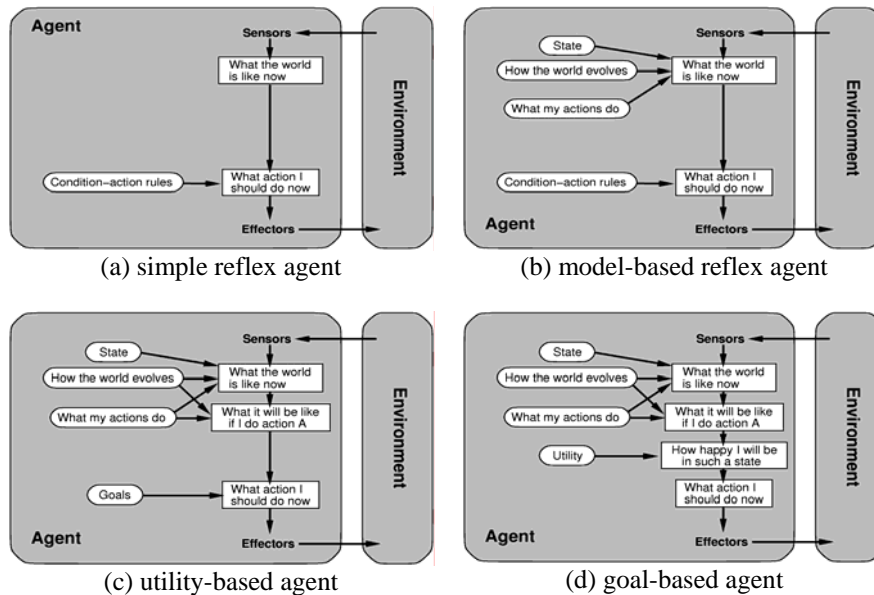 Agent
Sensors
What the world
is like now
Condition–action rules
What action I
should do now
Effectors
Environment
(a) simple reflex agent
Sensors
State
How the world evolves
What my actions do
What the world
is like now
Condition–action rules
What action I
should do now
Agent
Effectors
Environment
(b) model-based reflex agent
Sensors
State
How the world evolves
What my actions do
What the world
is like now
What it will be like
if I do action A
Goals
What action I
should do now
Agent
Effectors
Environment
(c) utility-based agent
Sensors
State
How the world evolves
What my actions do
What the world
is like now
What it will be like
if I do action A
Utility
How happy I will be
in such a state
What action I
should do now
Agent
Effectors
Environment
(d) goal-based agent